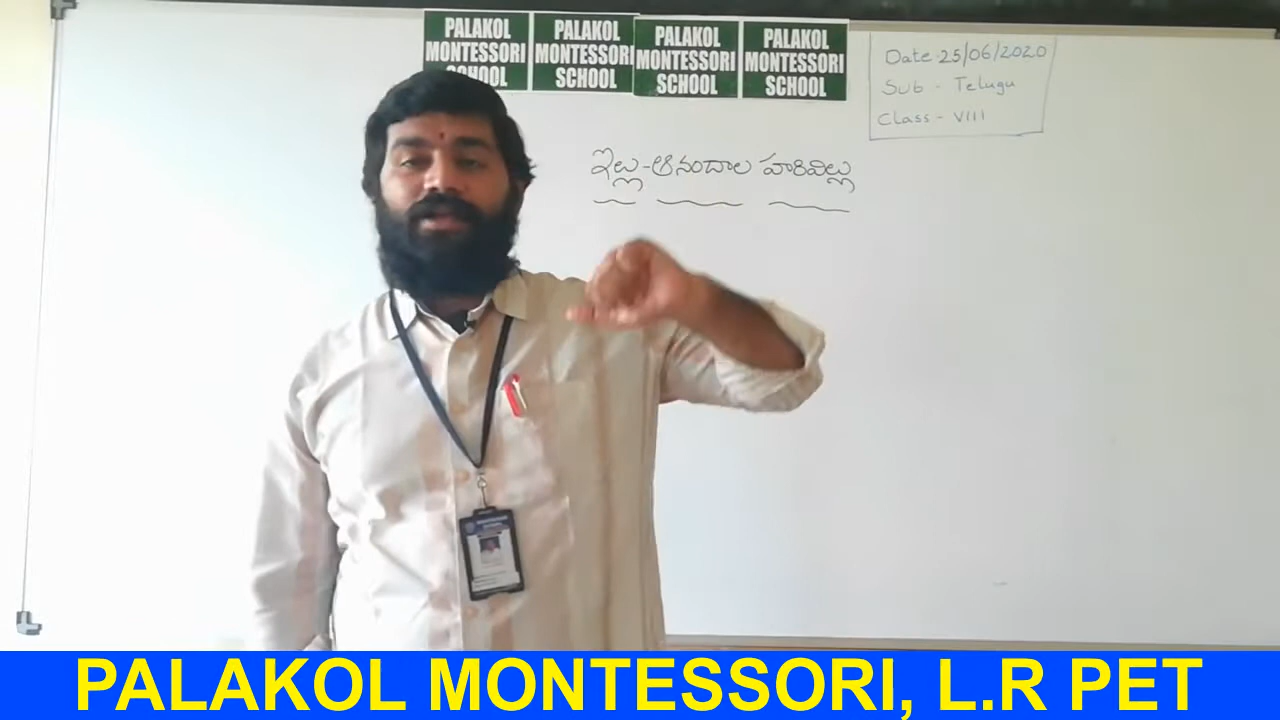 PALAKOL
MONTESSORI
SCHOOL
PALAKOL
MONTESSORI
SCHOOL
PALAKOL
MONTESSORI
SCHOOL
PALAKOL
MONTESSORI
SCHOOL
Date 25/06/2020
Sub - Telugu
Class - VIII
ఇల్లు-ఆనందాల హరివిల్లు
PALAKOL MONTESSORI, L.R PET